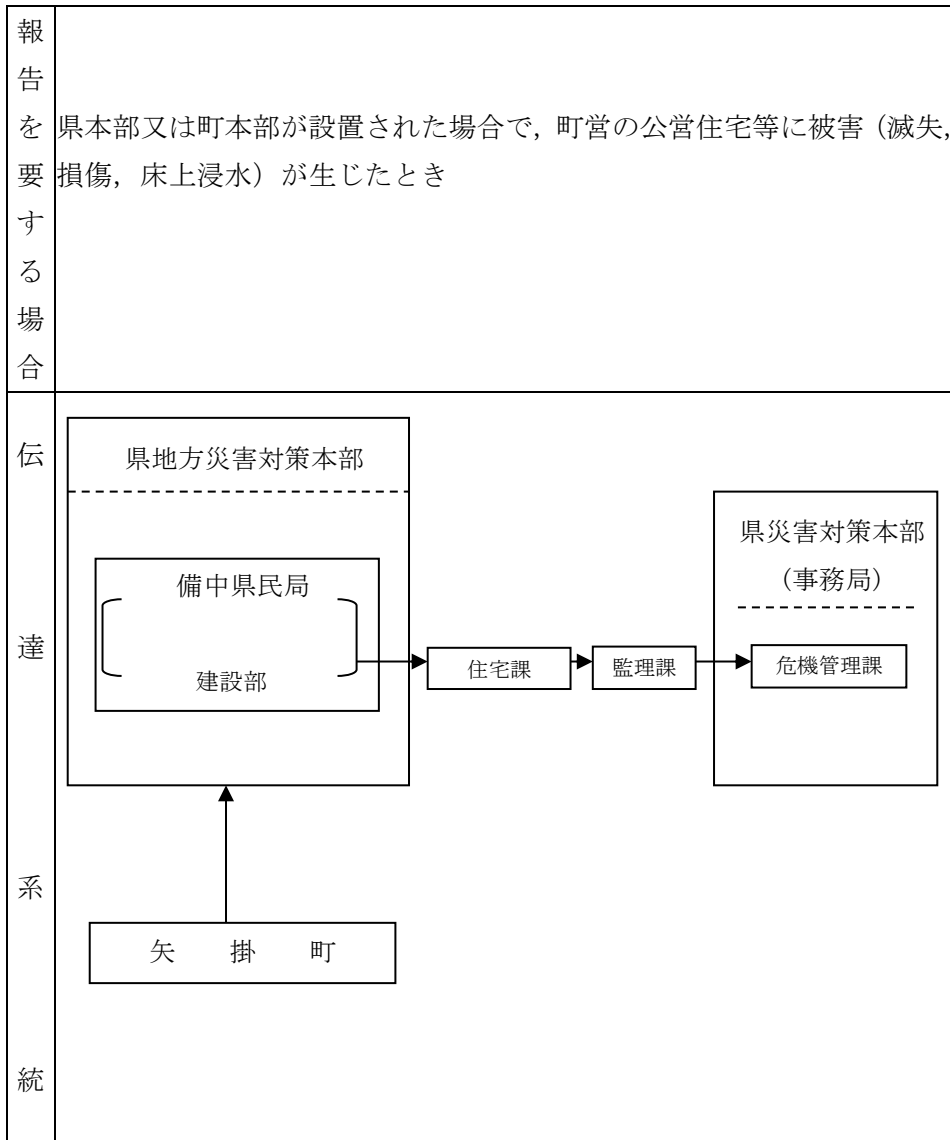 報告を要する場合
県本部又は町本部が設置された場合で，町営の公営住宅等に被害（滅失，
損傷，床上浸水）が生じたとき
伝達系統
県地方災害対策本部
備中県民局
建設部
住宅課
監理課
県災害対策本部
（事務局）
危機管理課
矢　掛　町